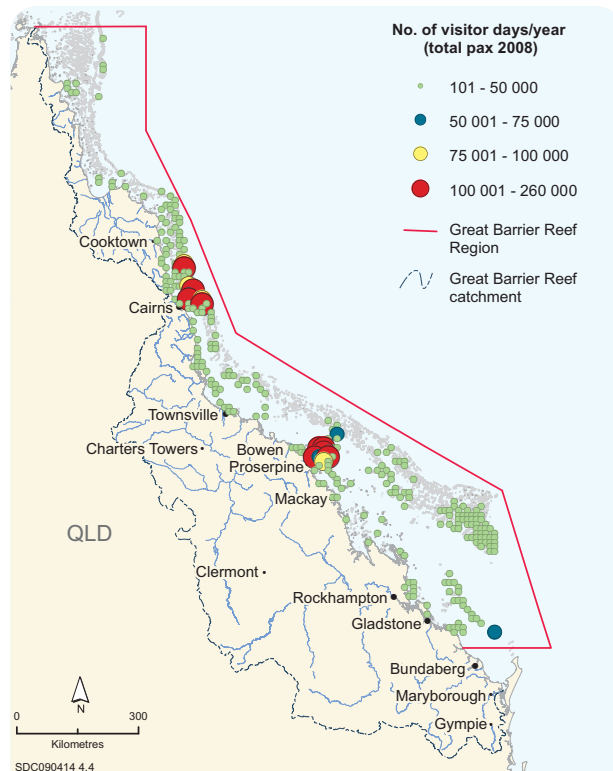 No. of visitor days/year
(total pax 2008)
101 - 50 000
50 001 - 75 000
75 001 - 100 000
100 001 - 260 000
Great Barrier Reef
Region
Great Barrier Reef
catchment
Cooktown
Cairns
Townsville
Charters Towers
Bowen
Proserpine
Mackay
QLD
Clermont
Rockhampton
Gladstone
Bundaberg
Maryborough
Gympie
N
0 300
Kilometres
SDC090414 4.4